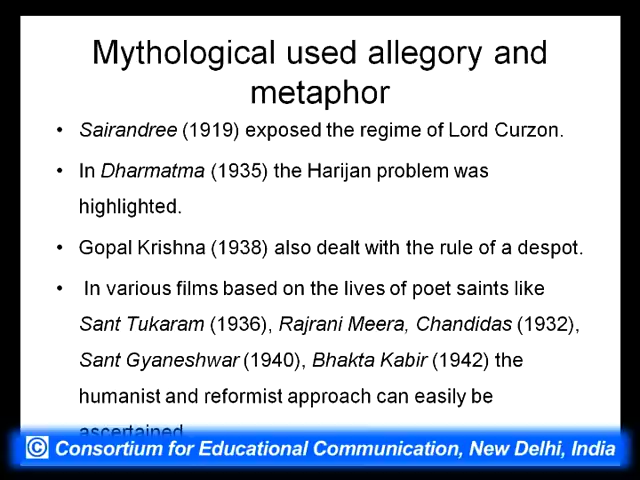 Mythological used allegory and
metaphor
• Sairandree (1919) exposed the regime of Lord Curzon.
• In Dharmatma (1935) the Harijan problem was
highlighted.
• Gopal Krishna (1938) also dealt with the rule of a despot.
• In various films based on the lives of poet saints like
Sant Tukaram (1936), Rajrani Meera, Chandidas (1932),
Sant Gyaneshwar (1940), Bhakta Kabir (1942) the
humanist and reformist approach can easily be
ascertained.
© Consortium for Educational Communication, New Delhi, India